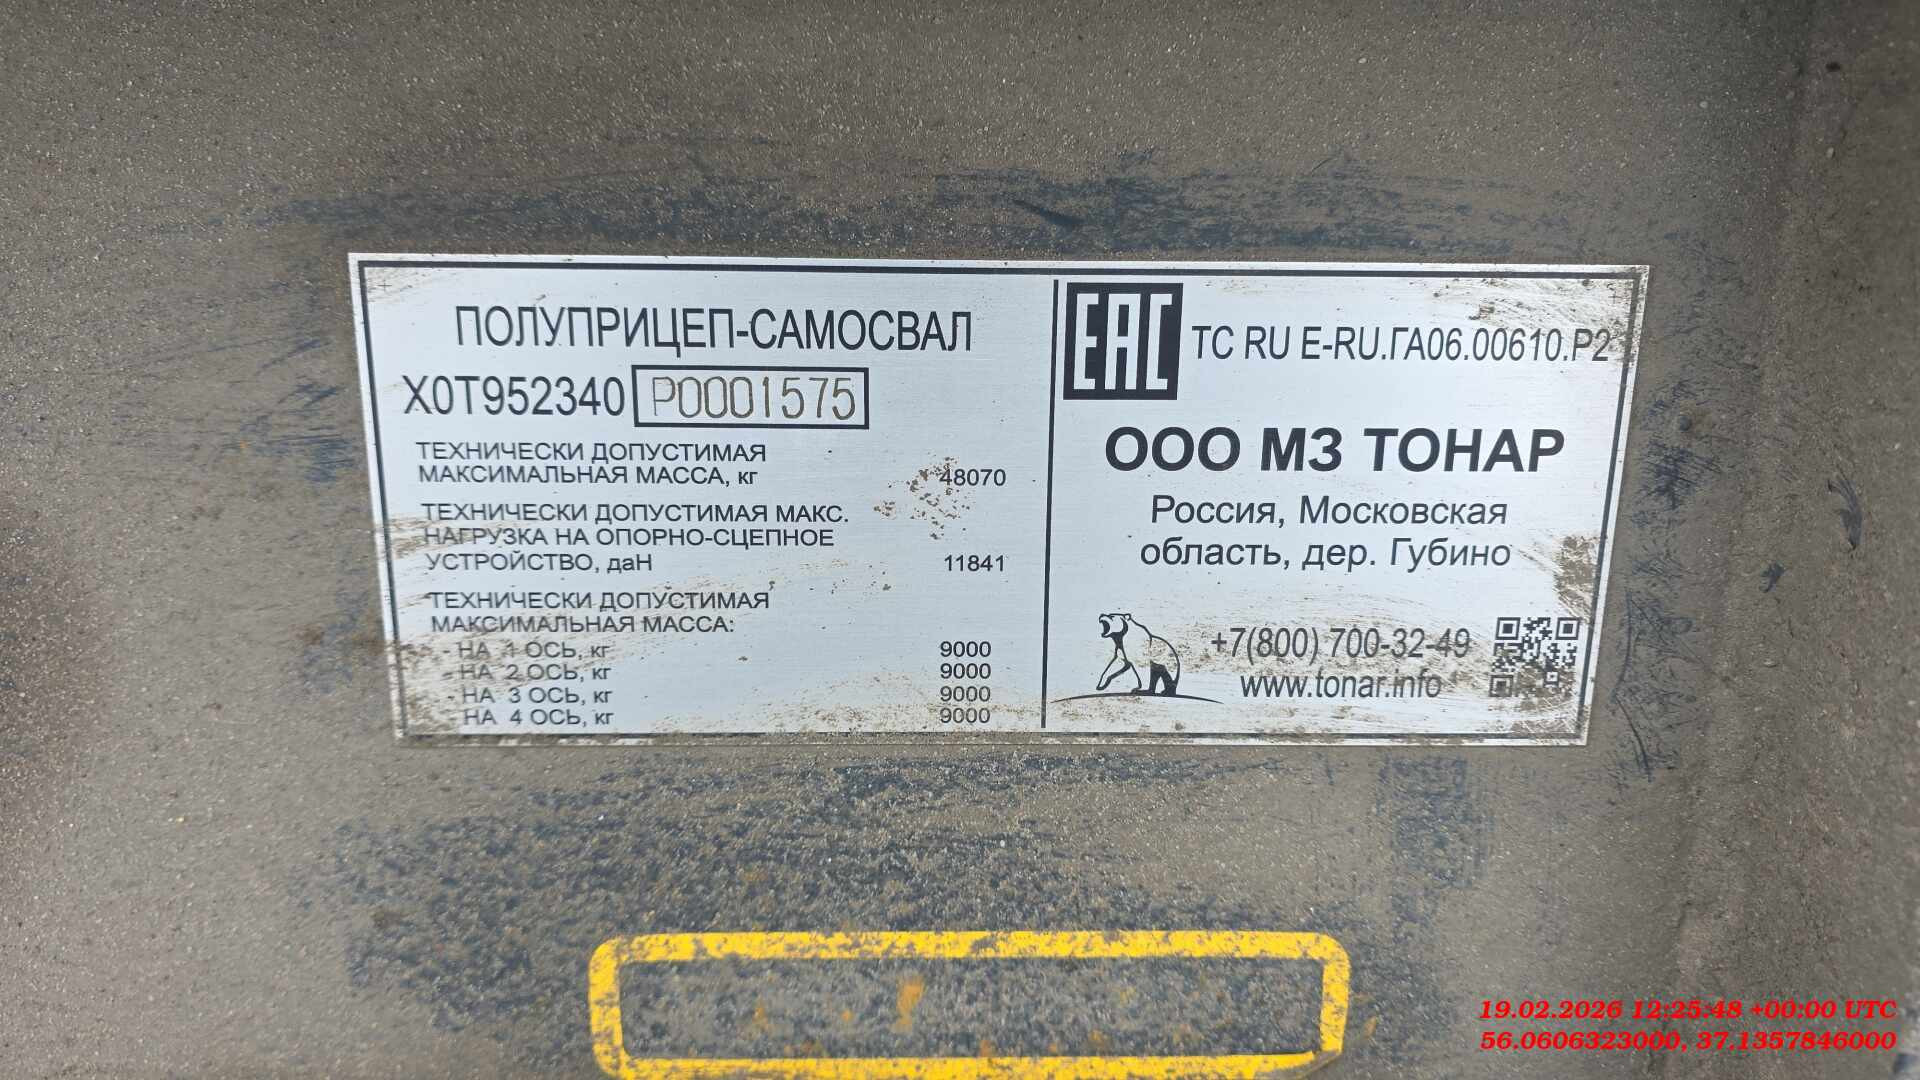 ПОЛУПРИЦЕП-САМОСВАЛ
X0T952340 P0001575
ТЕХНИЧЕСКИ ДОПУСТИМАЯ
МАКСИМАЛЬНАЯ МАССА, кг 48070
ТЕХНИЧЕСКИ ДОПУСТИМАЯ МАКС.
НАГРУЗКА НА ОПОРНО-СЦЕПНОЕ
УСТРОЙСТВО, даН 11841
ТЕХНИЧЕСКИ ДОПУСТИМАЯ
МАКСИМАЛЬНАЯ МАССА:
- НА 1 ОСЬ, кг 9000
- НА 2 ОСЬ, кг 9000
- НА 3 ОСЬ, кг 9000
- НА 4 ОСЬ, кг 9000
EAC TC RU E-RU.ГА06.00610.P2
ООО МЗ ТОНАР
Россия, Московская
область, дер. Губино
+7(800) 700-32-49
www.tonar.info
19.02.2026 12:25:48 +00:00 UTC
56.0606323000, 37.1357846000